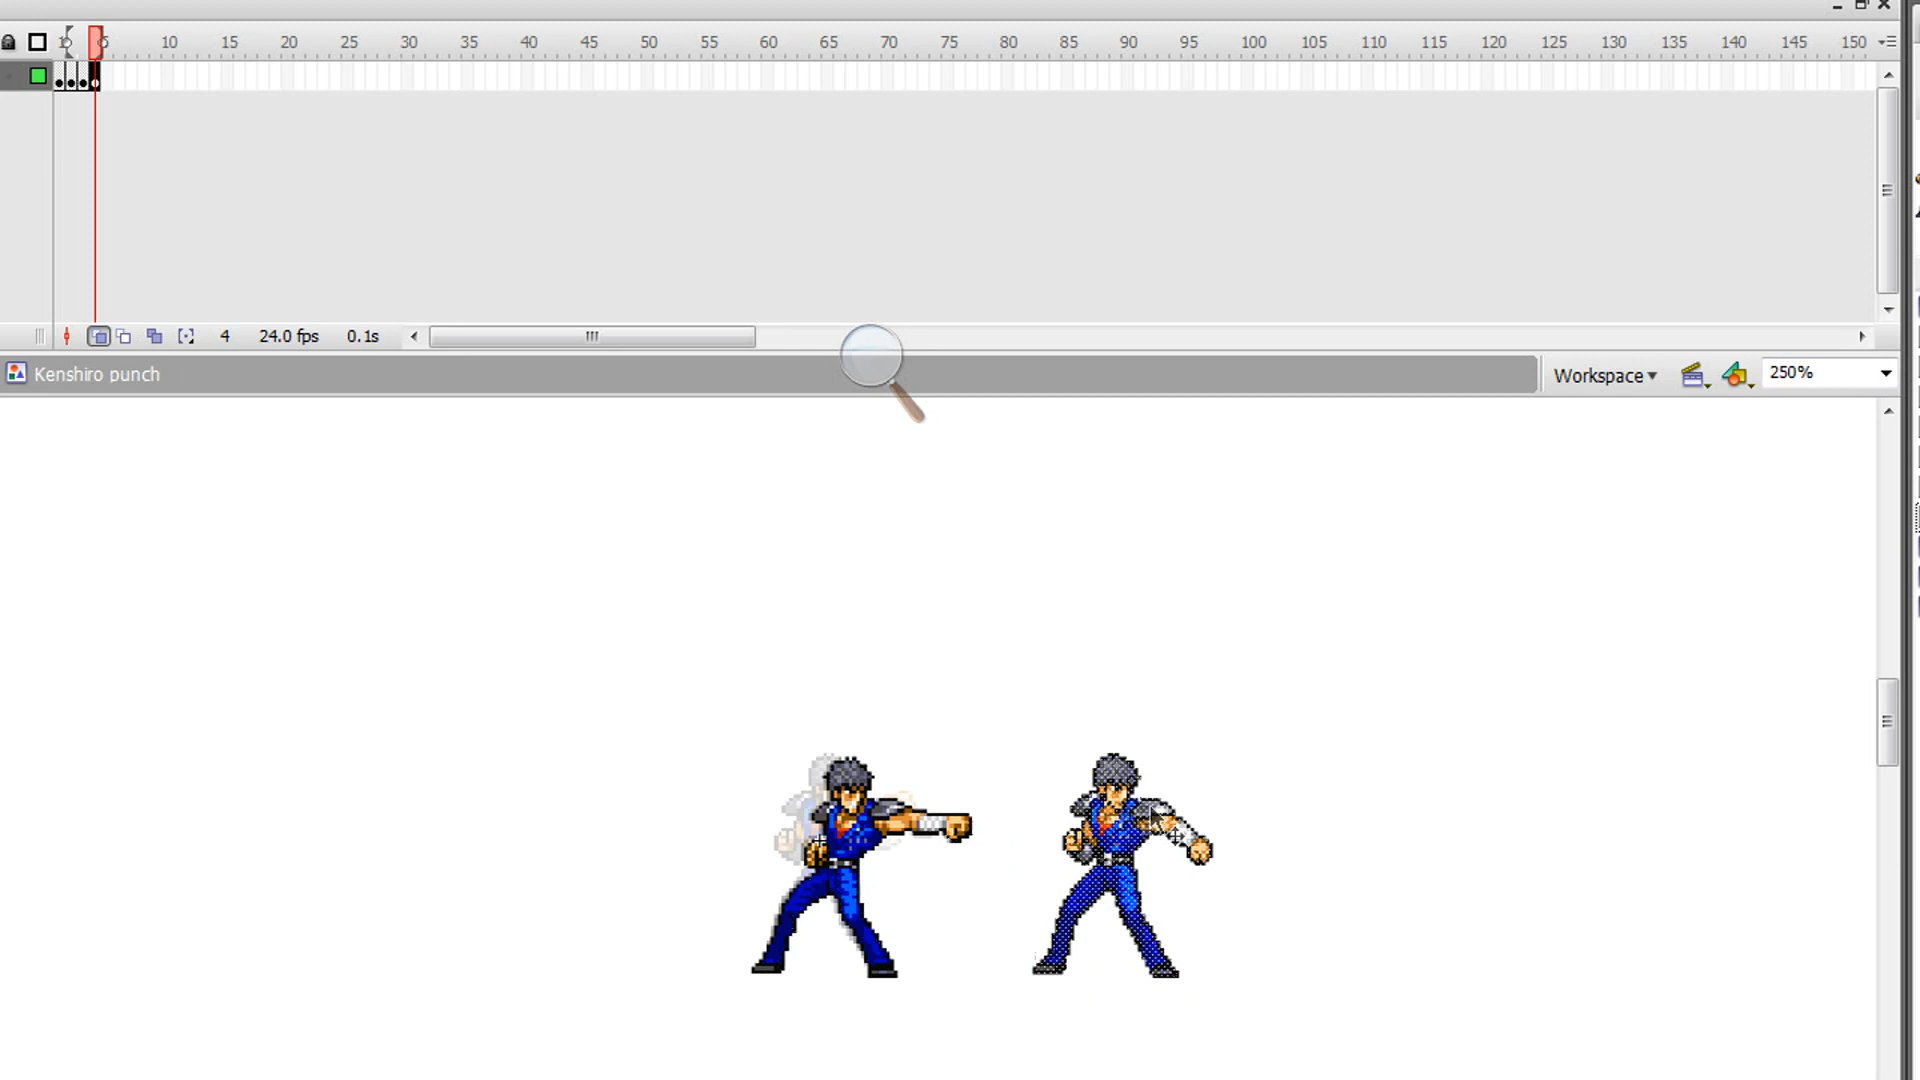 5 10 15 20 25 30 35 40 45 50 55 60 65 70 75 80 85 90 95 100 105 110 115 120 125 130 135 140 145 150
4 24.0 fps 0.1s
Kenshiro punch Workspace 250%